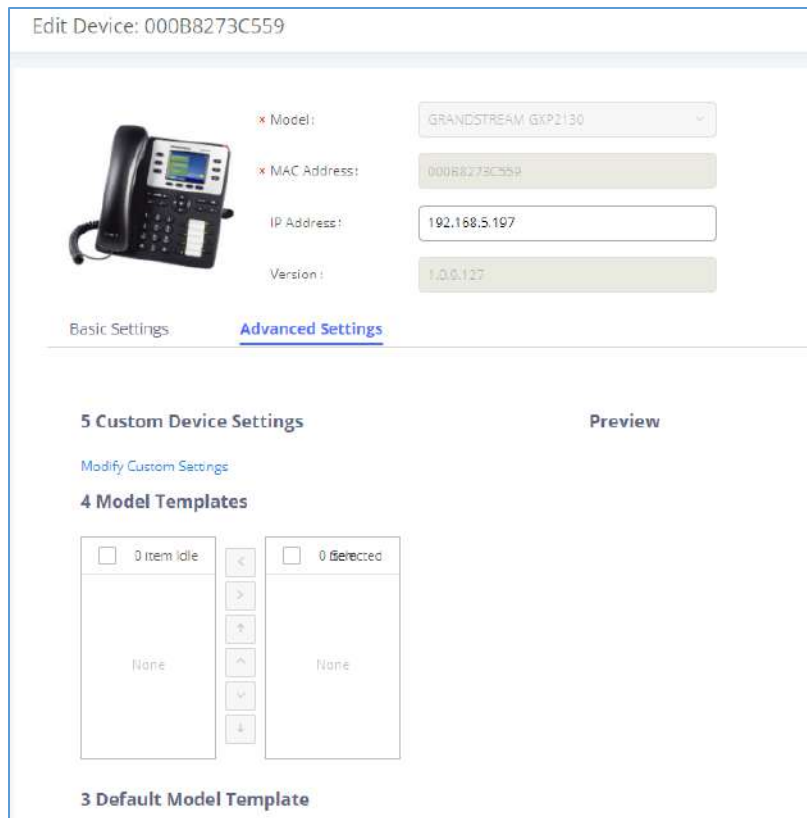 Edit Device: 000B8273C559
× Model: GRANDSTREAM GXP2130
× MAC Address: 000B8273C559
IP Address: 192.168.5.197
Version: 1.0.0.127
Basic Settings Advanced Settings
5 Custom Device Settings Preview
Modify Custom Settings
4 Model Templates
0 item Idle 0 Selected
None None
3 Default Model Template